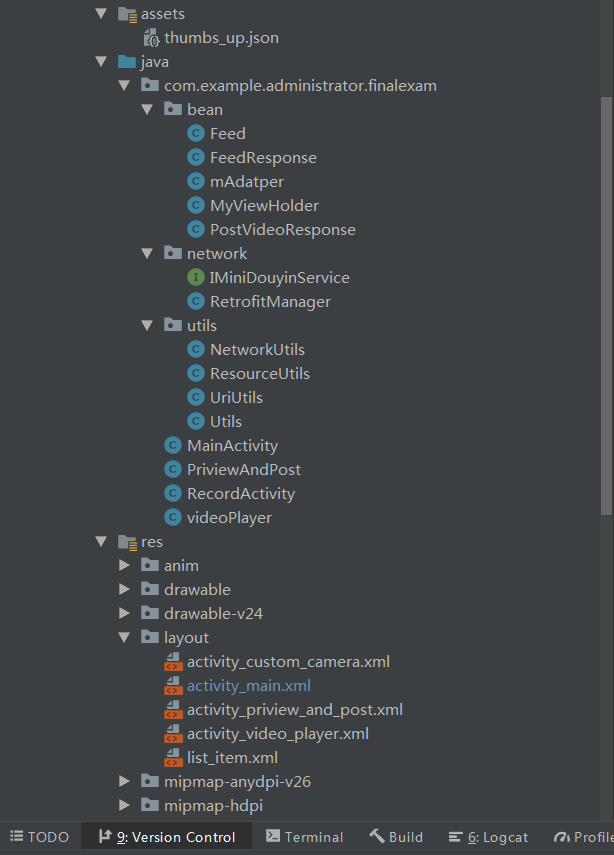 assets
thumbs_up.json
java
com.example.administrator.finalexam
bean
Feed
FeedResponse
mAdatper
MyViewHolder
PostVideoResponse
network
IMiniDouyinService
RetrofitManager
utils
NetworkUtils
ResourceUtils
UriUtils
Utils
MainActivity
PriviewAndPost
RecordActivity
videoPlayer
res
anim
drawable
drawable-v24
layout
activity_custom_camera.xml
activity_main.xml
activity_priview_and_post.xml
activity_video_player.xml
list_item.xml
mipmap-anydpi-v26
mipmap-hdpi
TODO 9: Version Control Terminal Build 6: Logcat Profile